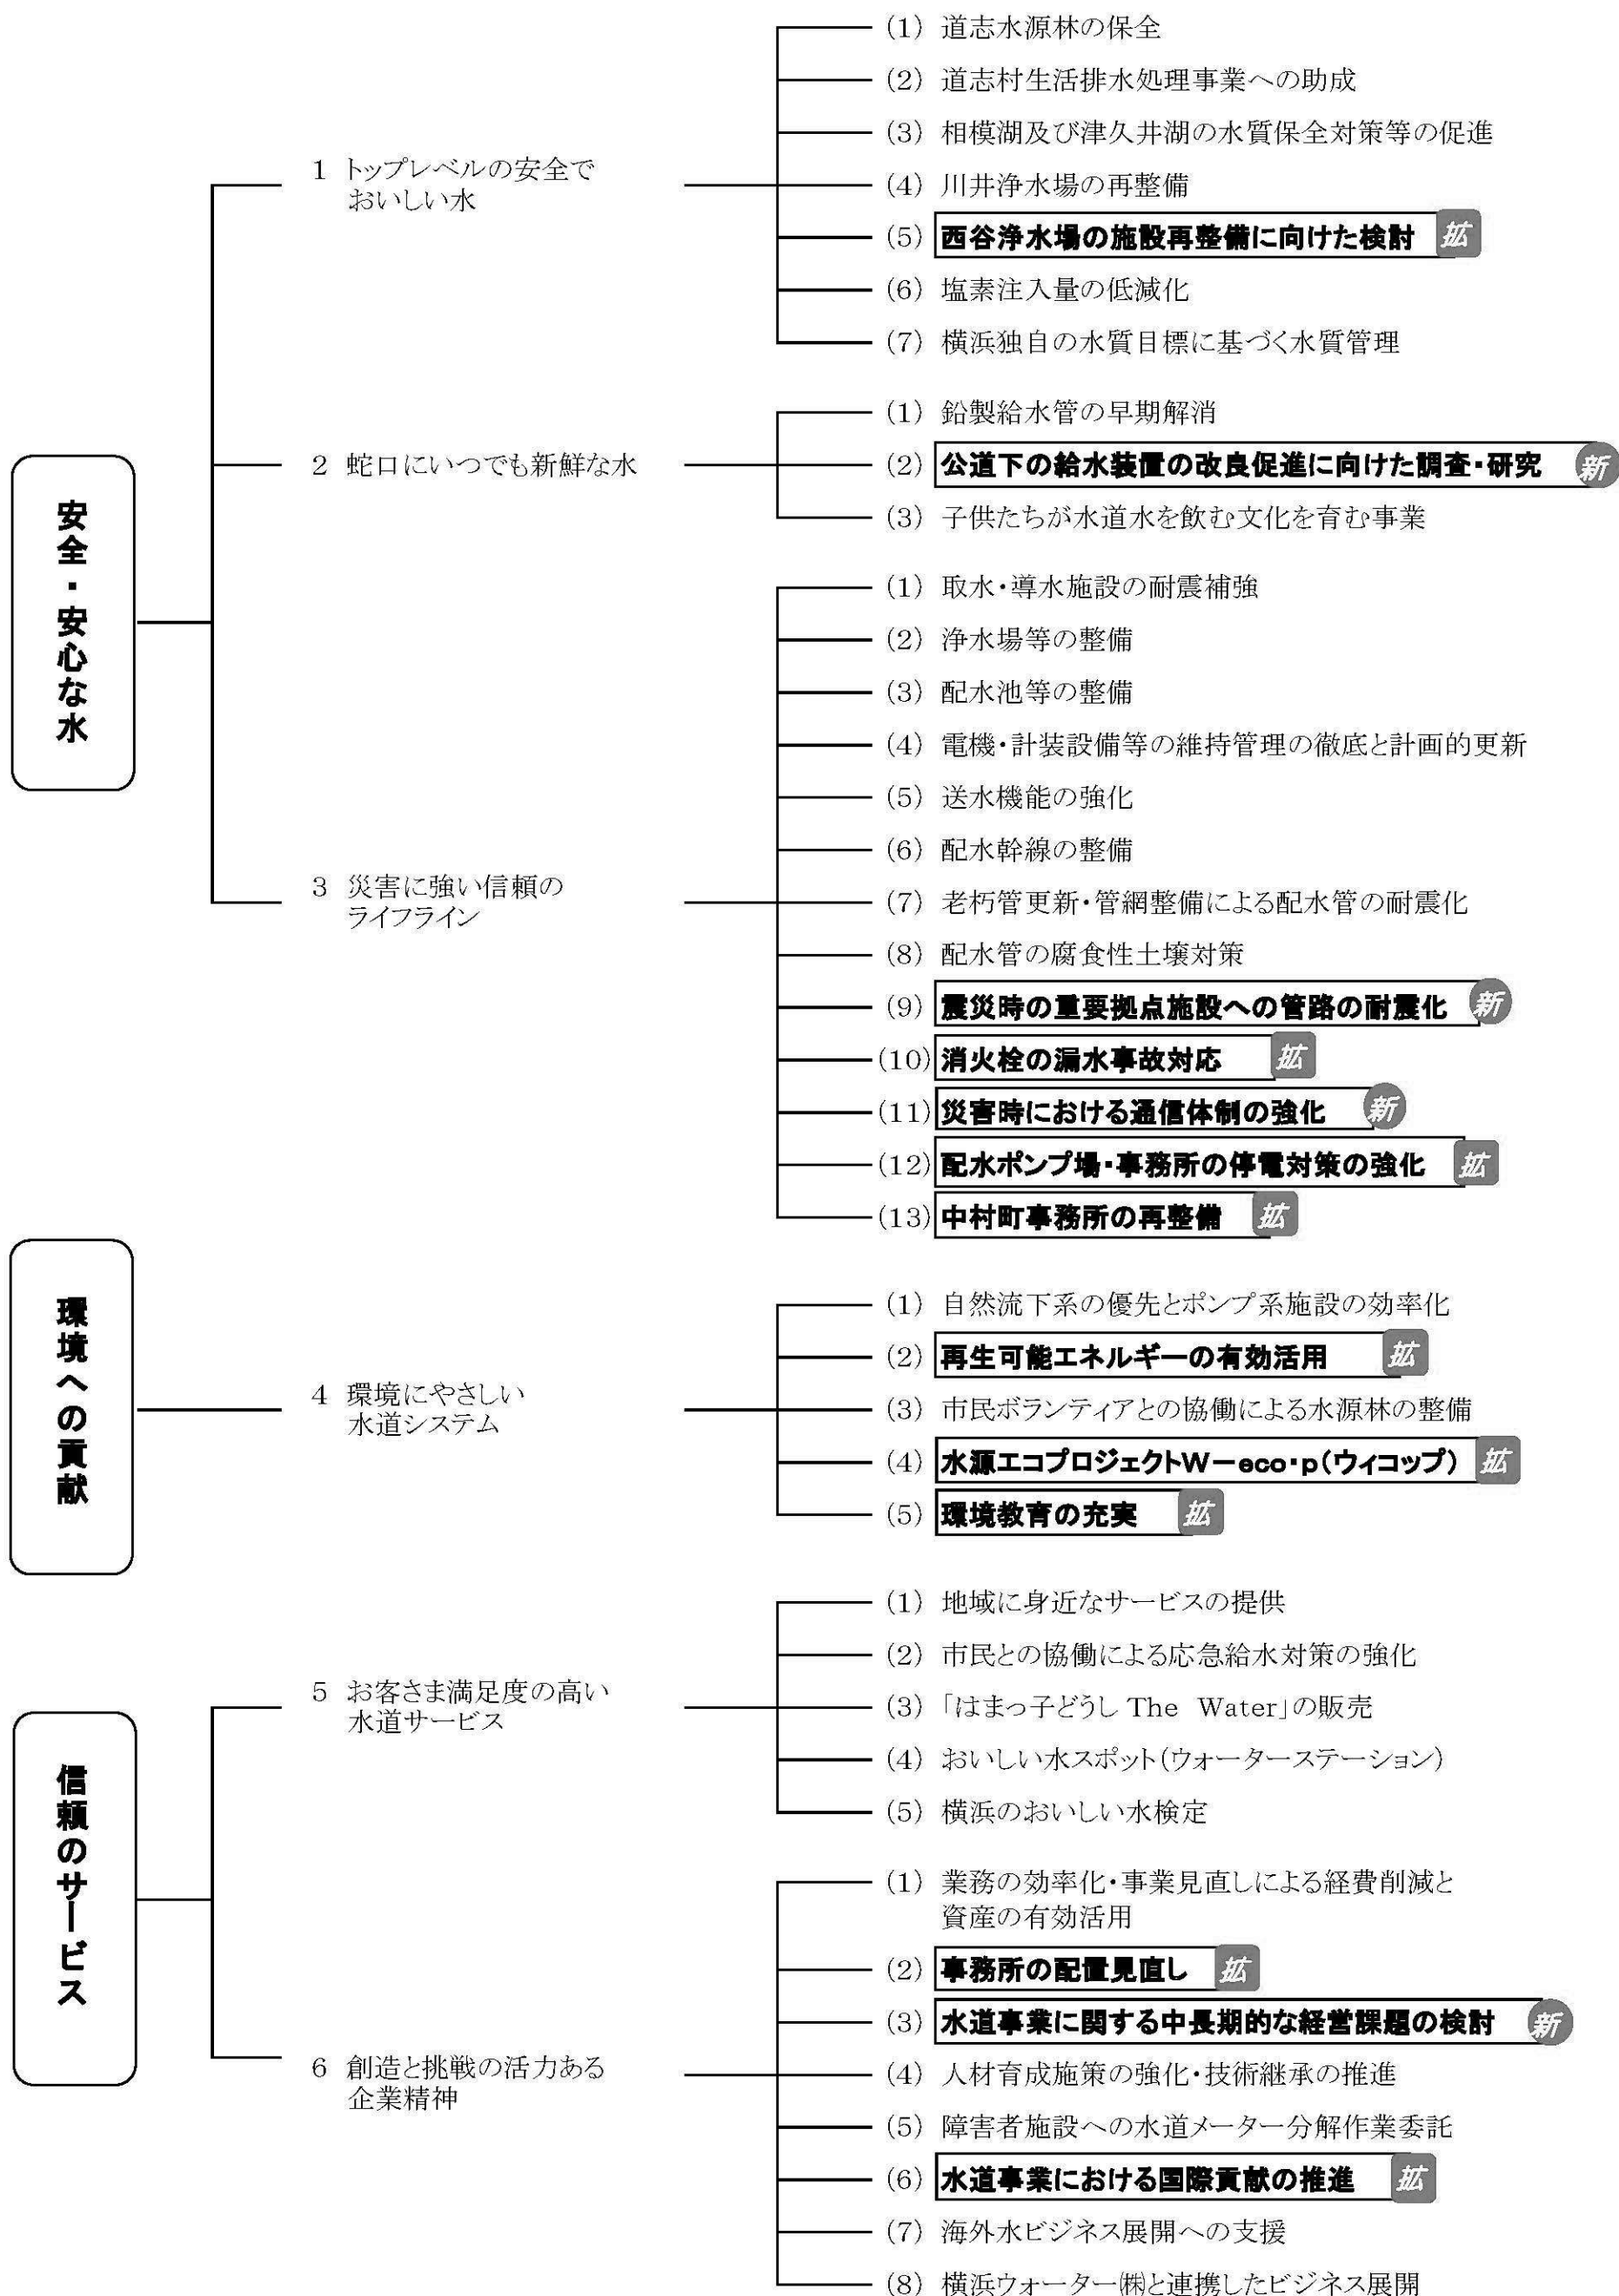 安全・安心な水
1 トップレベルの安全で
おいしい水
(1) 道志水源林の保全
(2) 道志村生活排水処理事業への助成
(3) 相模湖及び津久井湖の水質保全対策等の促進
(4) 川井浄水場の再整備
(5) 西谷浄水場の施設再整備に向けた検討 拡
(6) 塩素注入量の低減化
(7) 横浜独自の水質目標に基づく水質管理
2 蛇口にいつでも新鮮な水
(1) 鉛製給水管の早期解消
(2) 公道下の給水装置の改良促進に向けた調査・研究 新
(3) 子供たちが水道水を飲む文化を育む事業
3 災害に強い信頼の
ライフライン
(1) 取水・導水施設の耐震補強
(2) 浄水場等の整備
(3) 配水池等の整備
(4) 電機・計装設備等の維持管理の徹底と計画的更新
(5) 送水機能の強化
(6) 配水幹線の整備
(7) 老朽管更新・管網整備による配水管の耐震化
(8) 配水管の腐食性土壌対策
(9) 震災時の重要拠点施設への管路の耐震化 新
(10) 消火栓の漏水事故対応 拡
(11) 災害時における通信体制の強化 新
(12) 配水ポンプ場・事務所の停電対策の強化 拡
(13) 中村町事務所の再整備 拡
環境への貢献
4 環境にやさしい
水道システム
(1) 自然流下系の優先とポンプ系施設の効率化
(2) 再生可能エネルギーの有効活用 拡
(3) 市民ボランティアとの協働による水源林の整備
(4) 水源エコプロジェクトW－eco・p(ウィコップ) 拡
(5) 環境教育の充実 拡
信頼のサービス
5 お客さま満足度の高い
水道サービス
(1) 地域に身近なサービスの提供
(2) 市民との協働による応急給水対策の強化
(3) 「はまっ子どうし The Water」の販売
(4) おいしい水スポット(ウォーターステーション)
(5) 横浜のおいしい水検定
6 創造と挑戦の活力ある
企業精神
(1) 業務の効率化・事業見直しによる経費削減と
資産の有効活用
(2) 事務所の配置見直し 拡
(3) 水道事業に関する中長期的な経営課題の検討 新
(4) 人材育成施策の強化・技術継承の推進
(5) 障害者施設への水道メーター分解作業委託
(6) 水道事業における国際貢献の推進 拡
(7) 海外水ビジネス展開への支援
(8) 横浜ウォーター㈱と連携したビジネス展開